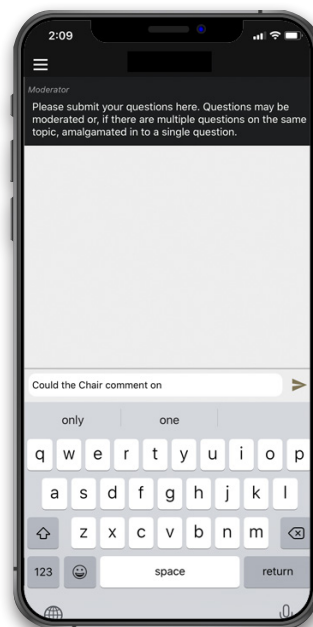 2:09
Moderator
Please submit your questions here. Questions may be
moderated or, if there are multiple questions on the same
topic, amalgamated in to a single question.
Could the Chair comment on
only one
q w e r t y u i o p
a s d f g h j k l
z x c v b n m
123 space return